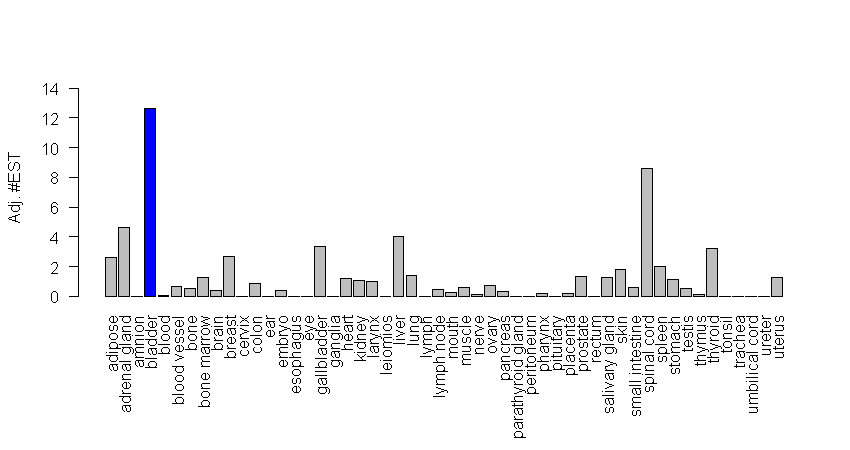 Adj. #EST
14
12
10
8
6
4
2
0
adipose
adrenal gland
amnion
bladder
blood
blood vessel
bone
bone marrow
brain
breast
cervix
colon
ear
embryo
esophagus
eye
gallbladder
ganglia
heart
kidney
larynx
leiomios
liver
lung
lymph
lymph node
mouth
muscle
nerve
ovary
pancreas
parathyroid gland
peritoneum
pharynx
pituitary
placenta
prostate
rectum
salivary gland
skin
small intestine
spinal cord
spleen
stomach
testis
thymus
thyroid
tonsil
trachea
umbilical cord
ureter
uterus